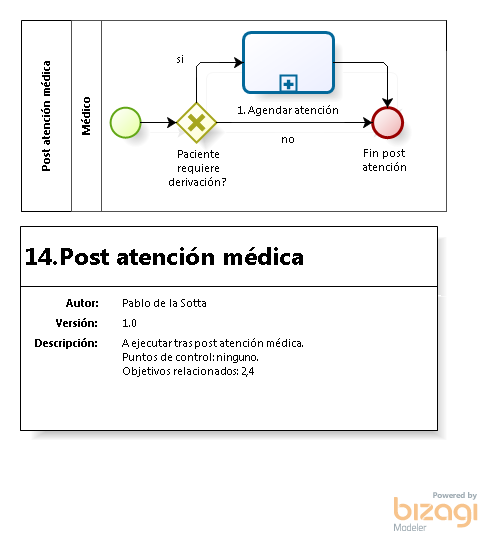 Post atención médica
Médico
si
1. Agendar atención
no
Paciente
requiere
derivación?
Fin post
atención
14.Post atención médica
Autor: Pablo de la Sotta
Versión: 1.0
Descripción: A ejecutar tras post atención médica.
Puntos de control: ninguno.
Objetivos relacionados: 2,4
Powered by
bizagi
Modeler